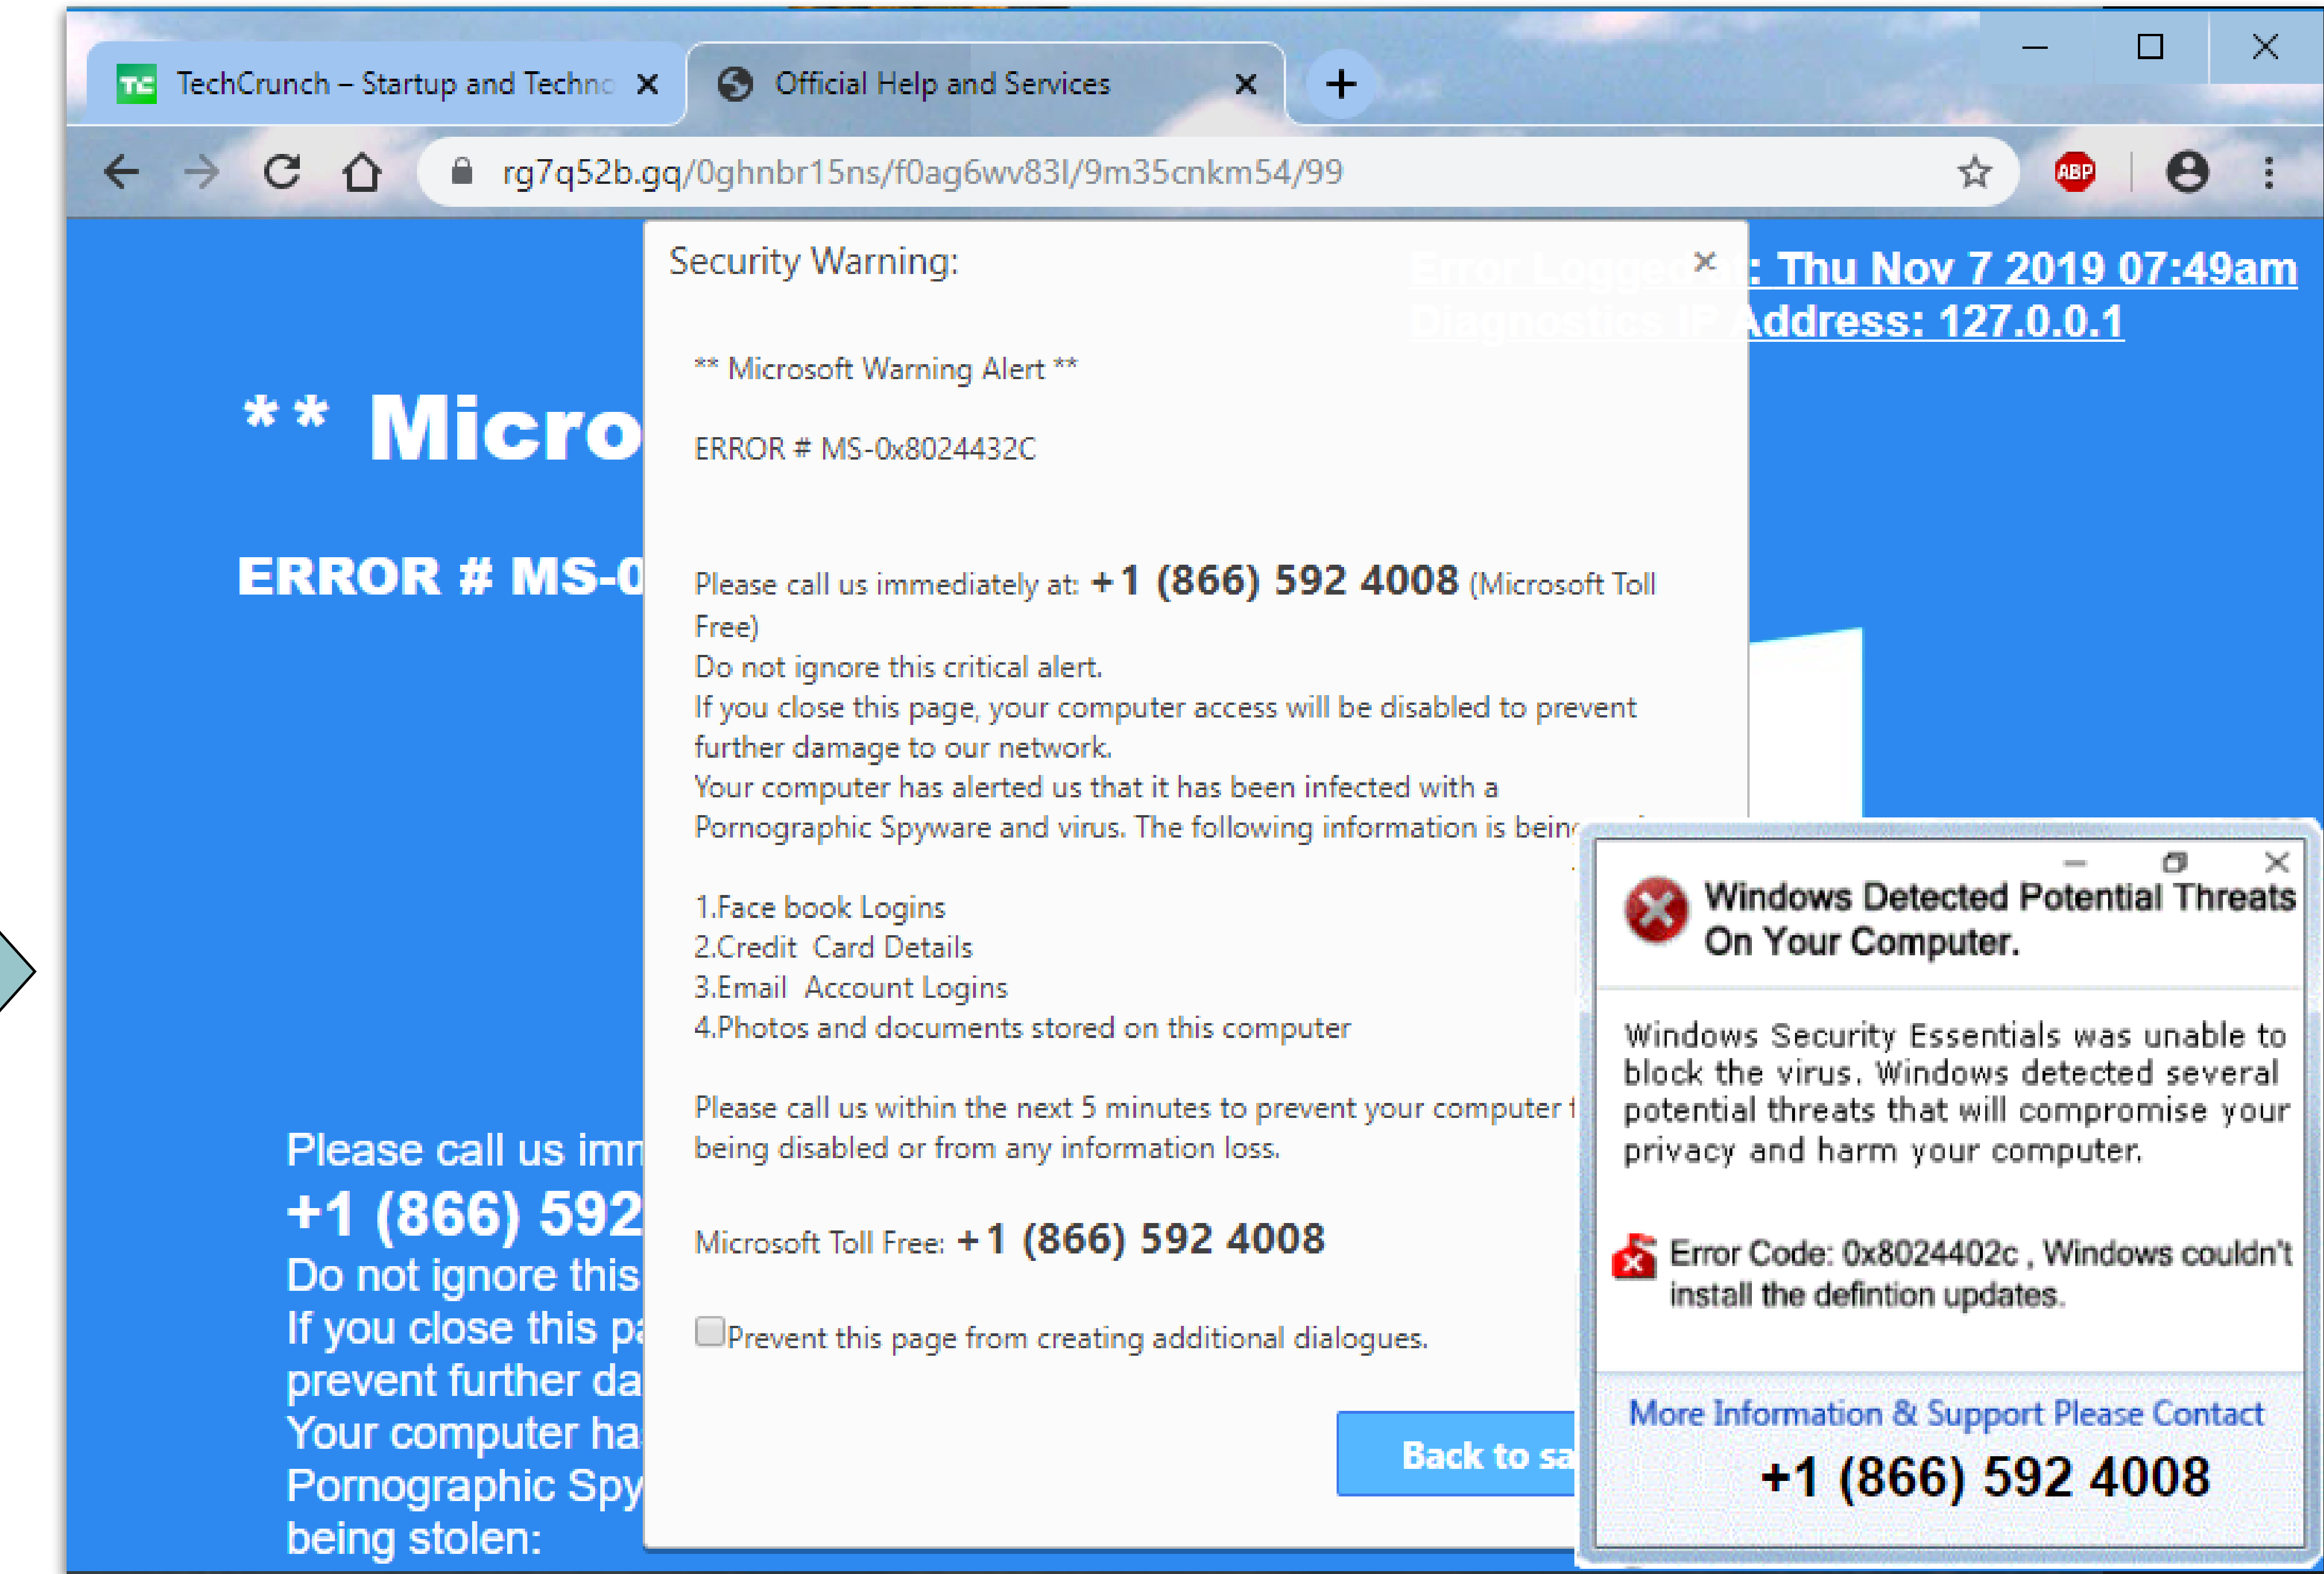 TechCrunch – Startup and Techno
Official Help and Services
rg7q52b.gq/0ghnbr15ns/f0ag6wv83l/9m35cnkm54/99
ABP
Error Logged at: Thu Nov 7 2019 07:49am
Diagnostics IP Address: 127.0.0.1
** Micro
ERROR # MS-0
Please call us imm
+1 (866) 592
Do not ignore this
If you close this pa
prevent further da
Your computer ha
Pornographic Spy
being stolen:
Security Warning:
** Microsoft Warning Alert **
ERROR # MS-0x8024432C
Please call us immediately at: +1 (866) 592 4008 (Microsoft Toll
Free)
Do not ignore this critical alert.
If you close this page, your computer access will be disabled to prevent
further damage to our network.
Your computer has alerted us that it has been infected with a
Pornographic Spyware and virus. The following information is being
1.Face book Logins
2.Credit Card Details
3.Email Account Logins
4.Photos and documents stored on this computer
Please call us within the next 5 minutes to prevent your computer
being disabled or from any information loss.
Microsoft Toll Free: +1 (866) 592 4008
Prevent this page from creating additional dialogues.
Back to sa
Windows Detected Potential Threats
On Your Computer.
Windows Security Essentials was unable to
block the virus. Windows detected several
potential threats that will compromise your
privacy and harm your computer.
Error Code: 0x8024402c , Windows couldn't
install the defintion updates.
More Information & Support Please Contact
+1 (866) 592 4008